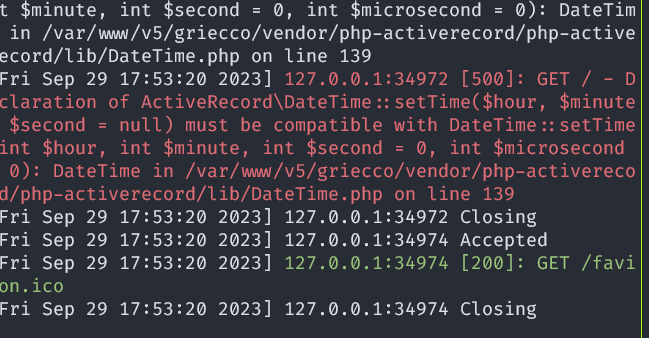 t $minute, int $second = 0, int $microsecond = 0): DateTim
 in /var/www/v5/griecco/vendor/php-activerecord/php-active
ecord/lib/DateTime.php on line 139
Fri Sep 29 17:53:20 2023] 127.0.0.1:34972 [500]: GET / - D
claration of ActiveRecord\DateTime::setTime($hour, $minute
 $second = null) must be compatible with DateTime::setTime
int $hour, int $minute, int $second = 0, int $microsecond
 0): DateTime in /var/www/v5/griecco/vendor/php-activereco
d/php-activerecord/lib/DateTime.php on line 139
Fri Sep 29 17:53:20 2023] 127.0.0.1:34972 Closing
Fri Sep 29 17:53:20 2023] 127.0.0.1:34974 Accepted
Fri Sep 29 17:53:20 2023] 127.0.0.1:34974 [200]: GET /favi
on.ico
Fri Sep 29 17:53:20 2023] 127.0.0.1:34974 Closing